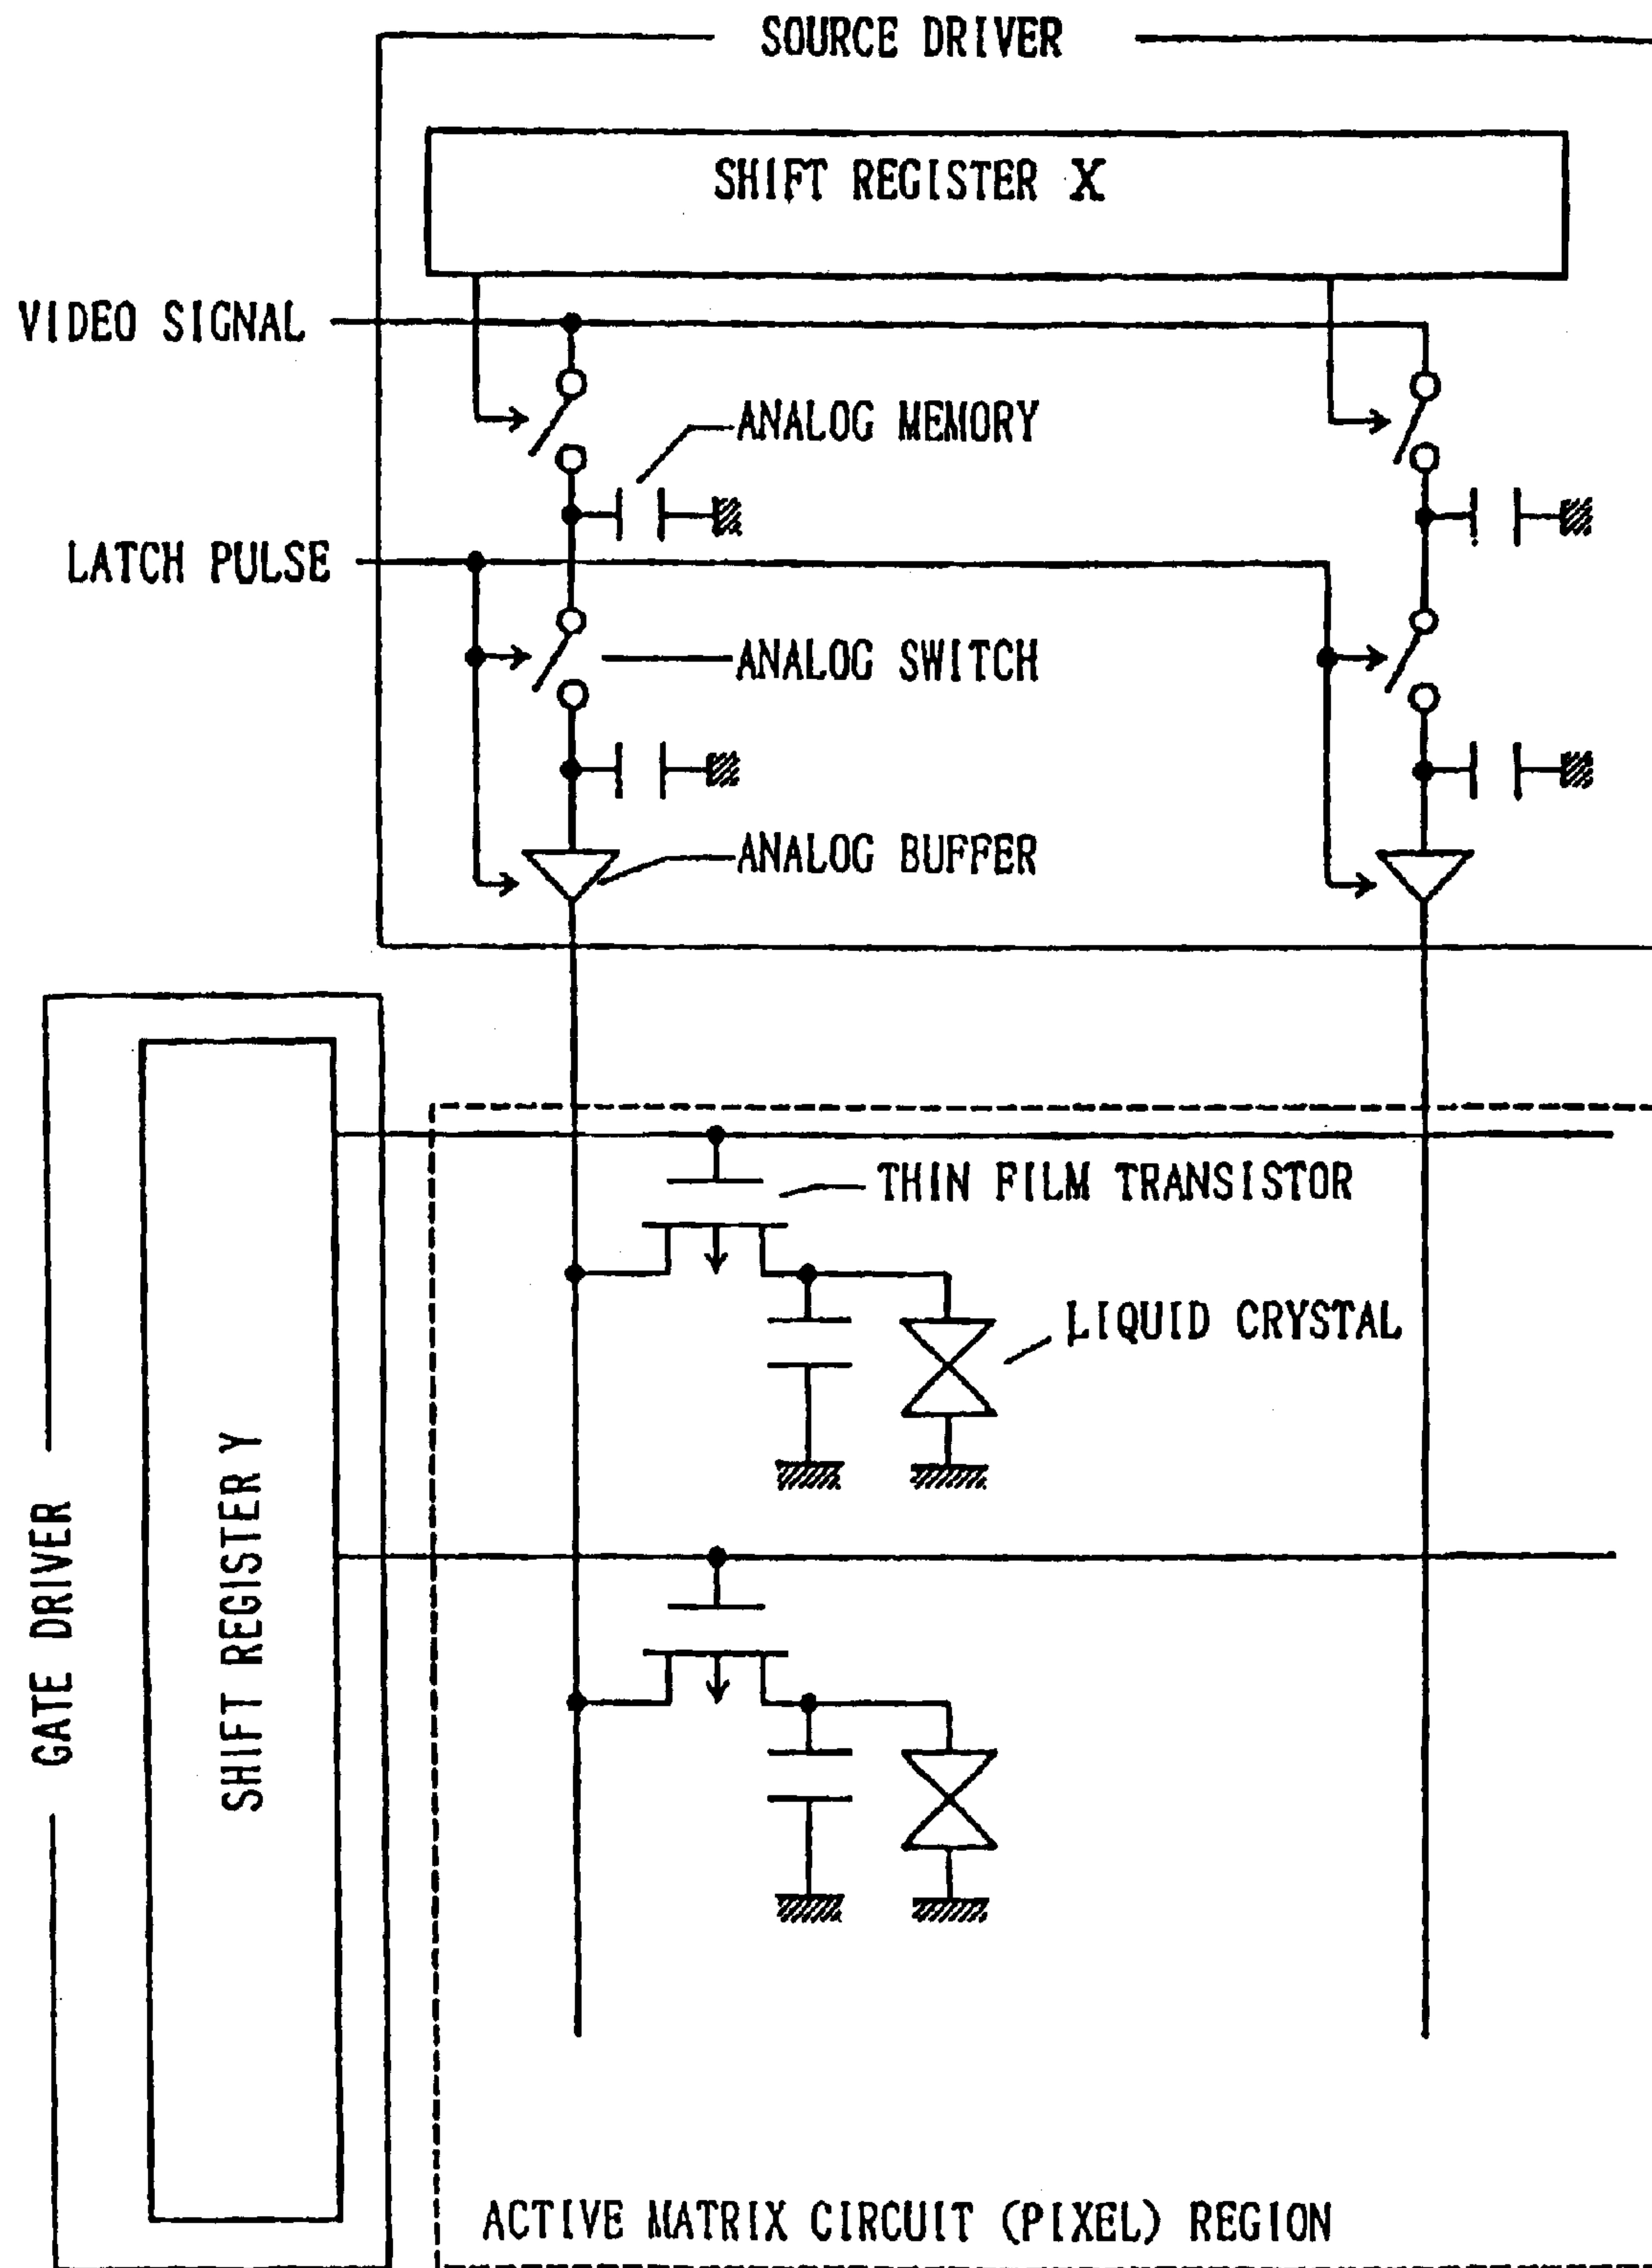 SOURCE DRIVER
SHIFT REGISTER X
VIDEO SIGNAL
ANALOG MEMORY
LATCH PULSE
ANALOG SWITCH
ANALOG BUFFER
THIN FILM TRANSISTOR
LIQUID CRYSTAL
GATE DRIVER
SHIFT REGISTER Y
ACTIVE MATRIX CIRCUIT (PIXEL) REGION